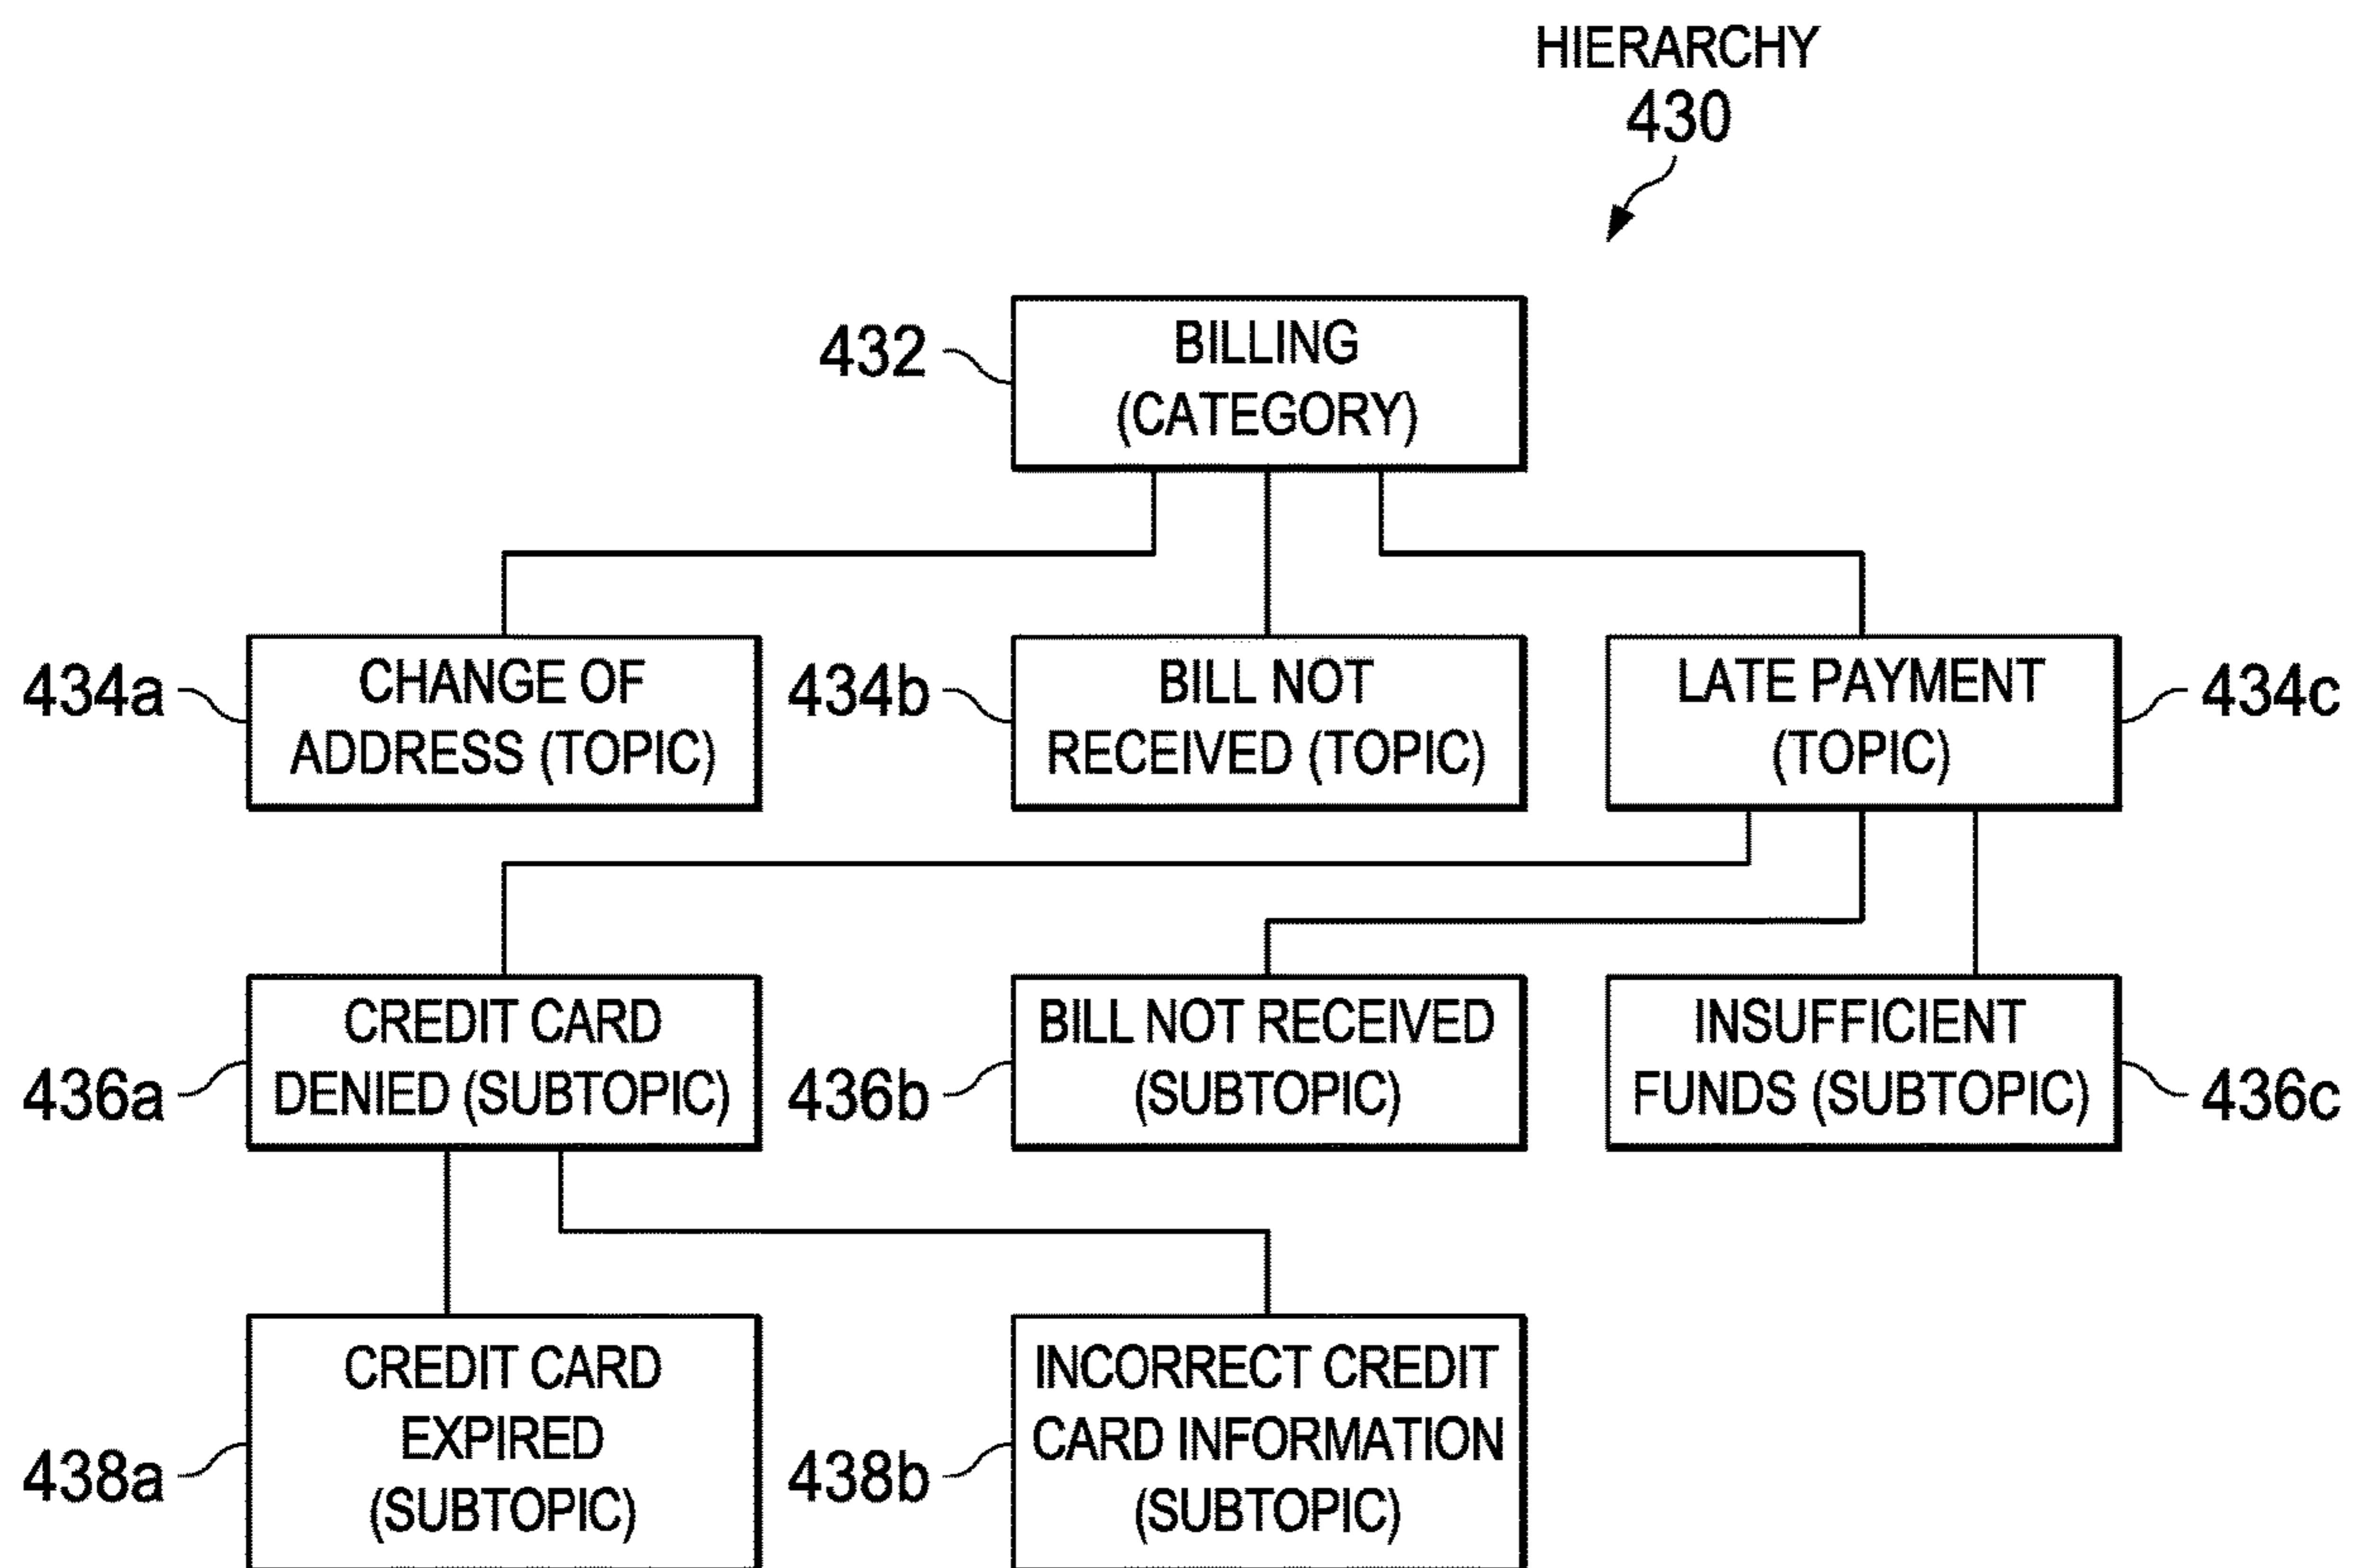 HIERARCHY
430
432
BILLING
(CATEGORY)
434a
CHANGE OF
ADDRESS (TOPIC)
434b
BILL NOT
RECEIVED (TOPIC)
LATE PAYMENT
(TOPIC)
434c
436a
CREDIT CARD
DENIED (SUBTOPIC)
436b
BILL NOT RECEIVED
(SUBTOPIC)
INSUFFICIENT
FUNDS (SUBTOPIC)
436c
438a
CREDIT CARD
EXPIRED
(SUBTOPIC)
438b
INCORRECT CREDIT
CARD INFORMATION
(SUBTOPIC)